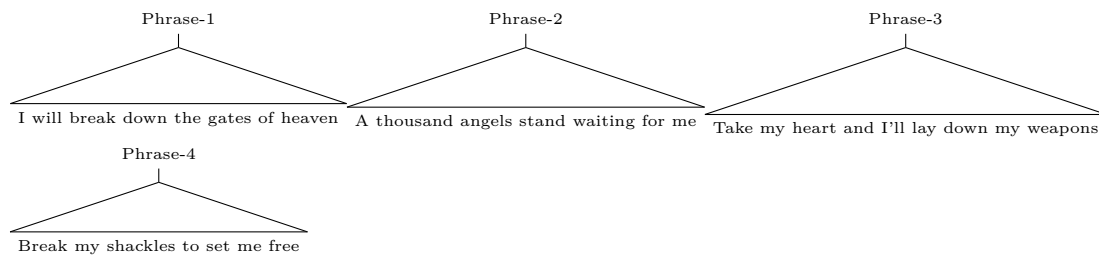 Phrase-1 Phrase-2 Phrase-3
I will break down the gates of heaven A thousand angels stand waiting for me Take my heart and I'll lay down my weapons
Phrase-4
Break my shackles to set me free